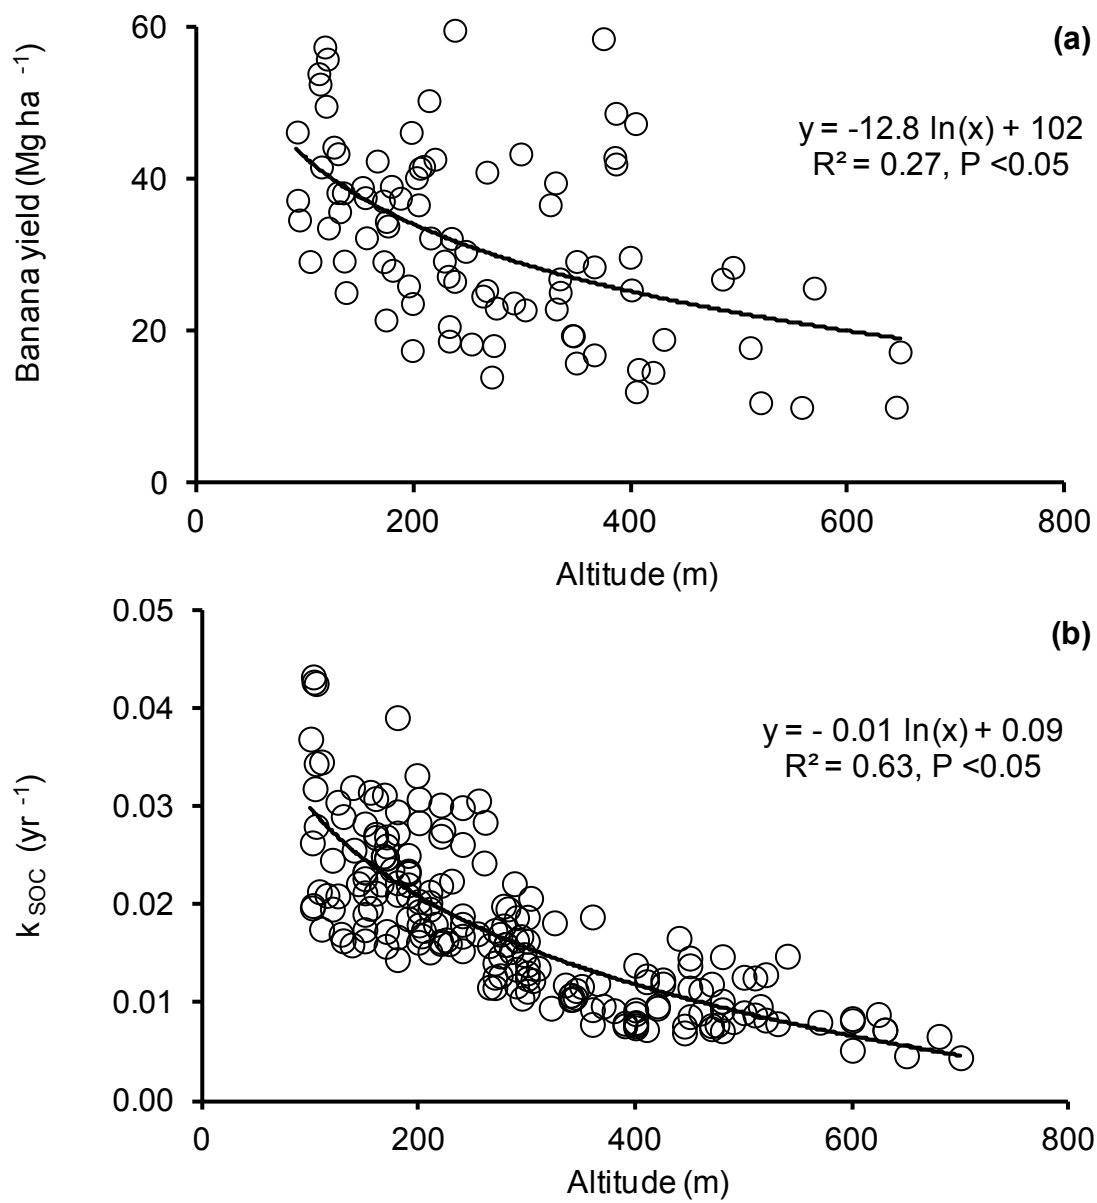 (a)
Banana yield (Mg ha -1)
60
40
20
0
y = -12.8 ln(x) + 102
R² = 0.27, P <0.05
0 200 400 600 800
Altitude (m)
(b)
k SOC (yr -1)
0.05
0.04
0.03
0.02
0.01
0.00
y = - 0.01 ln(x) + 0.09
R² = 0.63, P <0.05
0 200 400 600 800
Altitude (m)